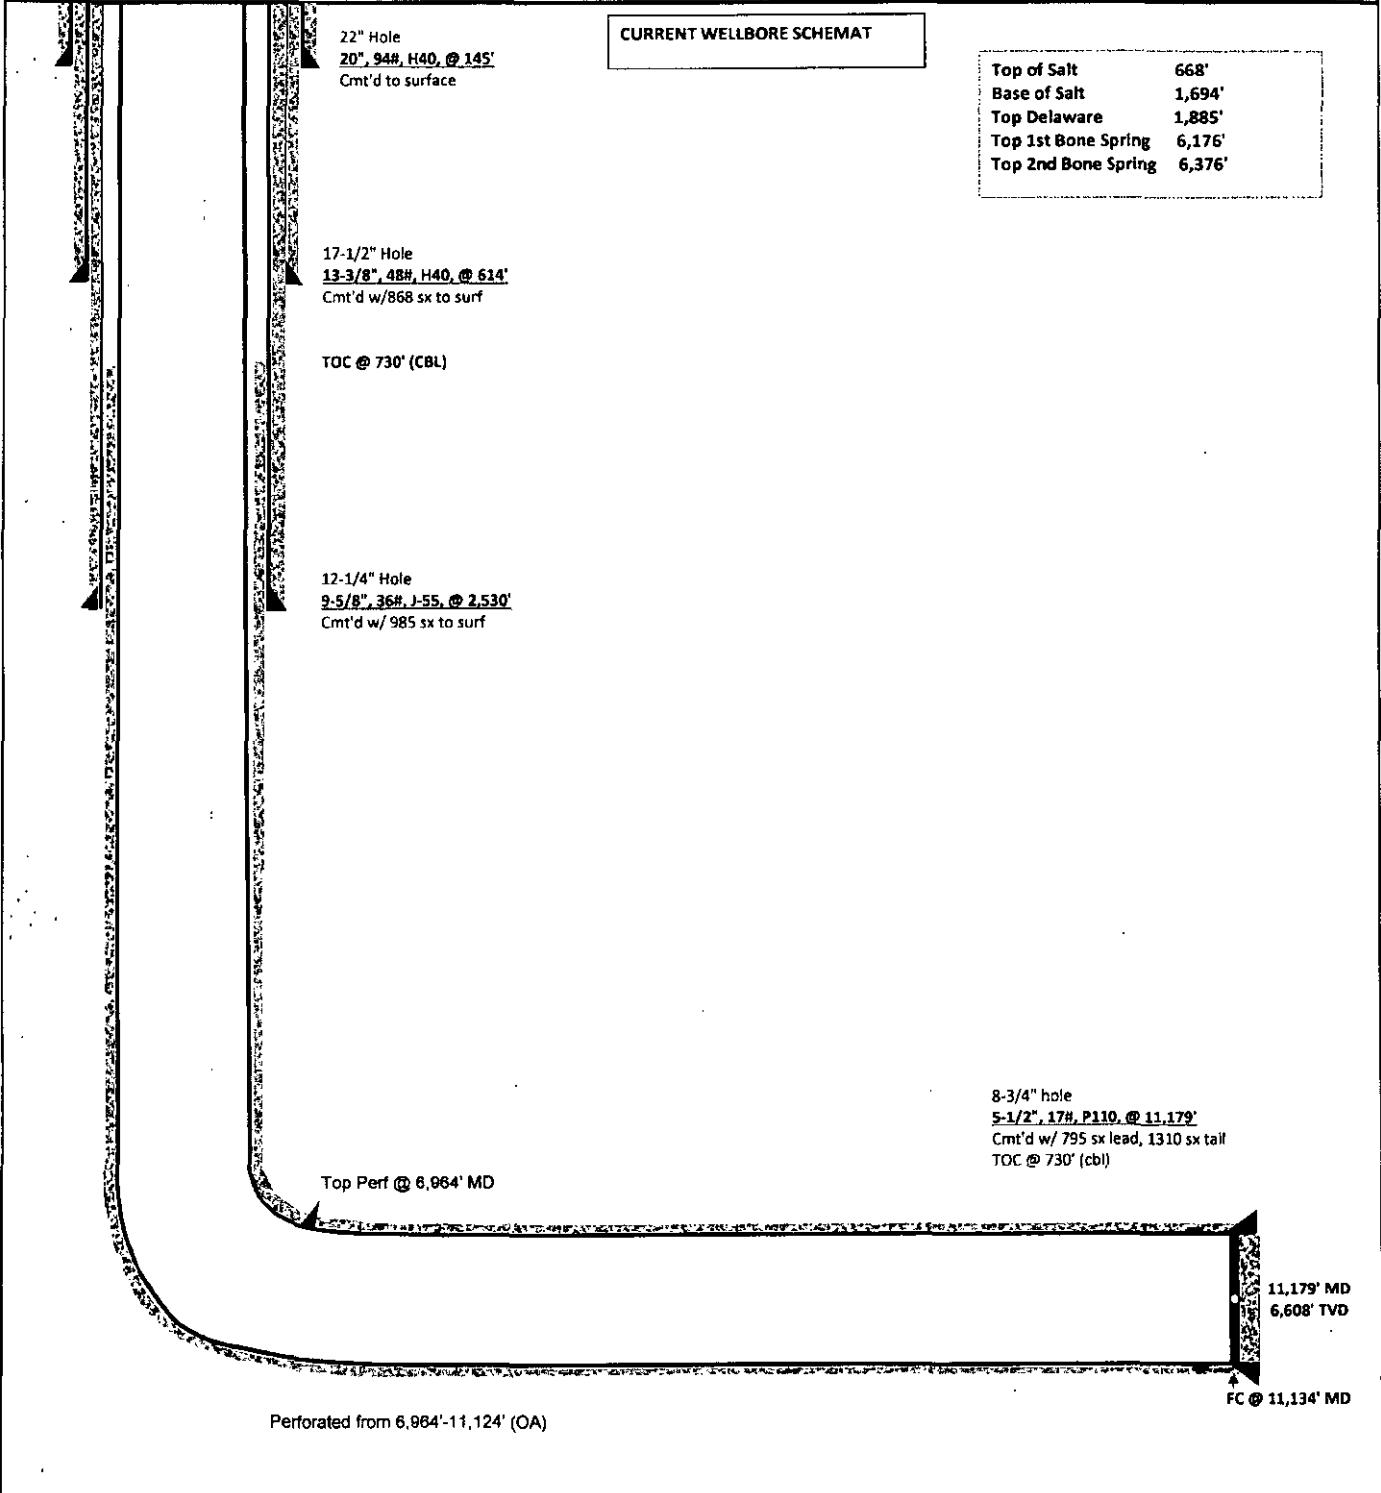 CURRENT WELLBORE SCHEMAT
22" Hole
20", 94#, H40, @ 145'
Cmt'd to surface
Top of Salt 668'
Base of Salt 1,694'
Top Delaware 1,885'
Top 1st Bone Spring 6,176'
Top 2nd Bone Spring 6,376'
17-1/2" Hole
13-3/8", 48#, H40, @ 614'
Cmt'd w/868 sx to surf
TOC @ 730' (CBL)
12-1/4" Hole
9-5/8", 36#, J-55, @ 2,530'
Cmt'd w/ 985 sx to surf
8-3/4" hole
5-1/2", 17#, P110, @ 11,179'
Cmt'd w/ 795 sx lead, 1310 sx tail
TOC @ 730' (cbl)
Top Perf @ 6,964' MD
11,179' MD
6,608' TVD
FC @ 11,134' MD
Perforated from 6,964'-11,124' (OA)